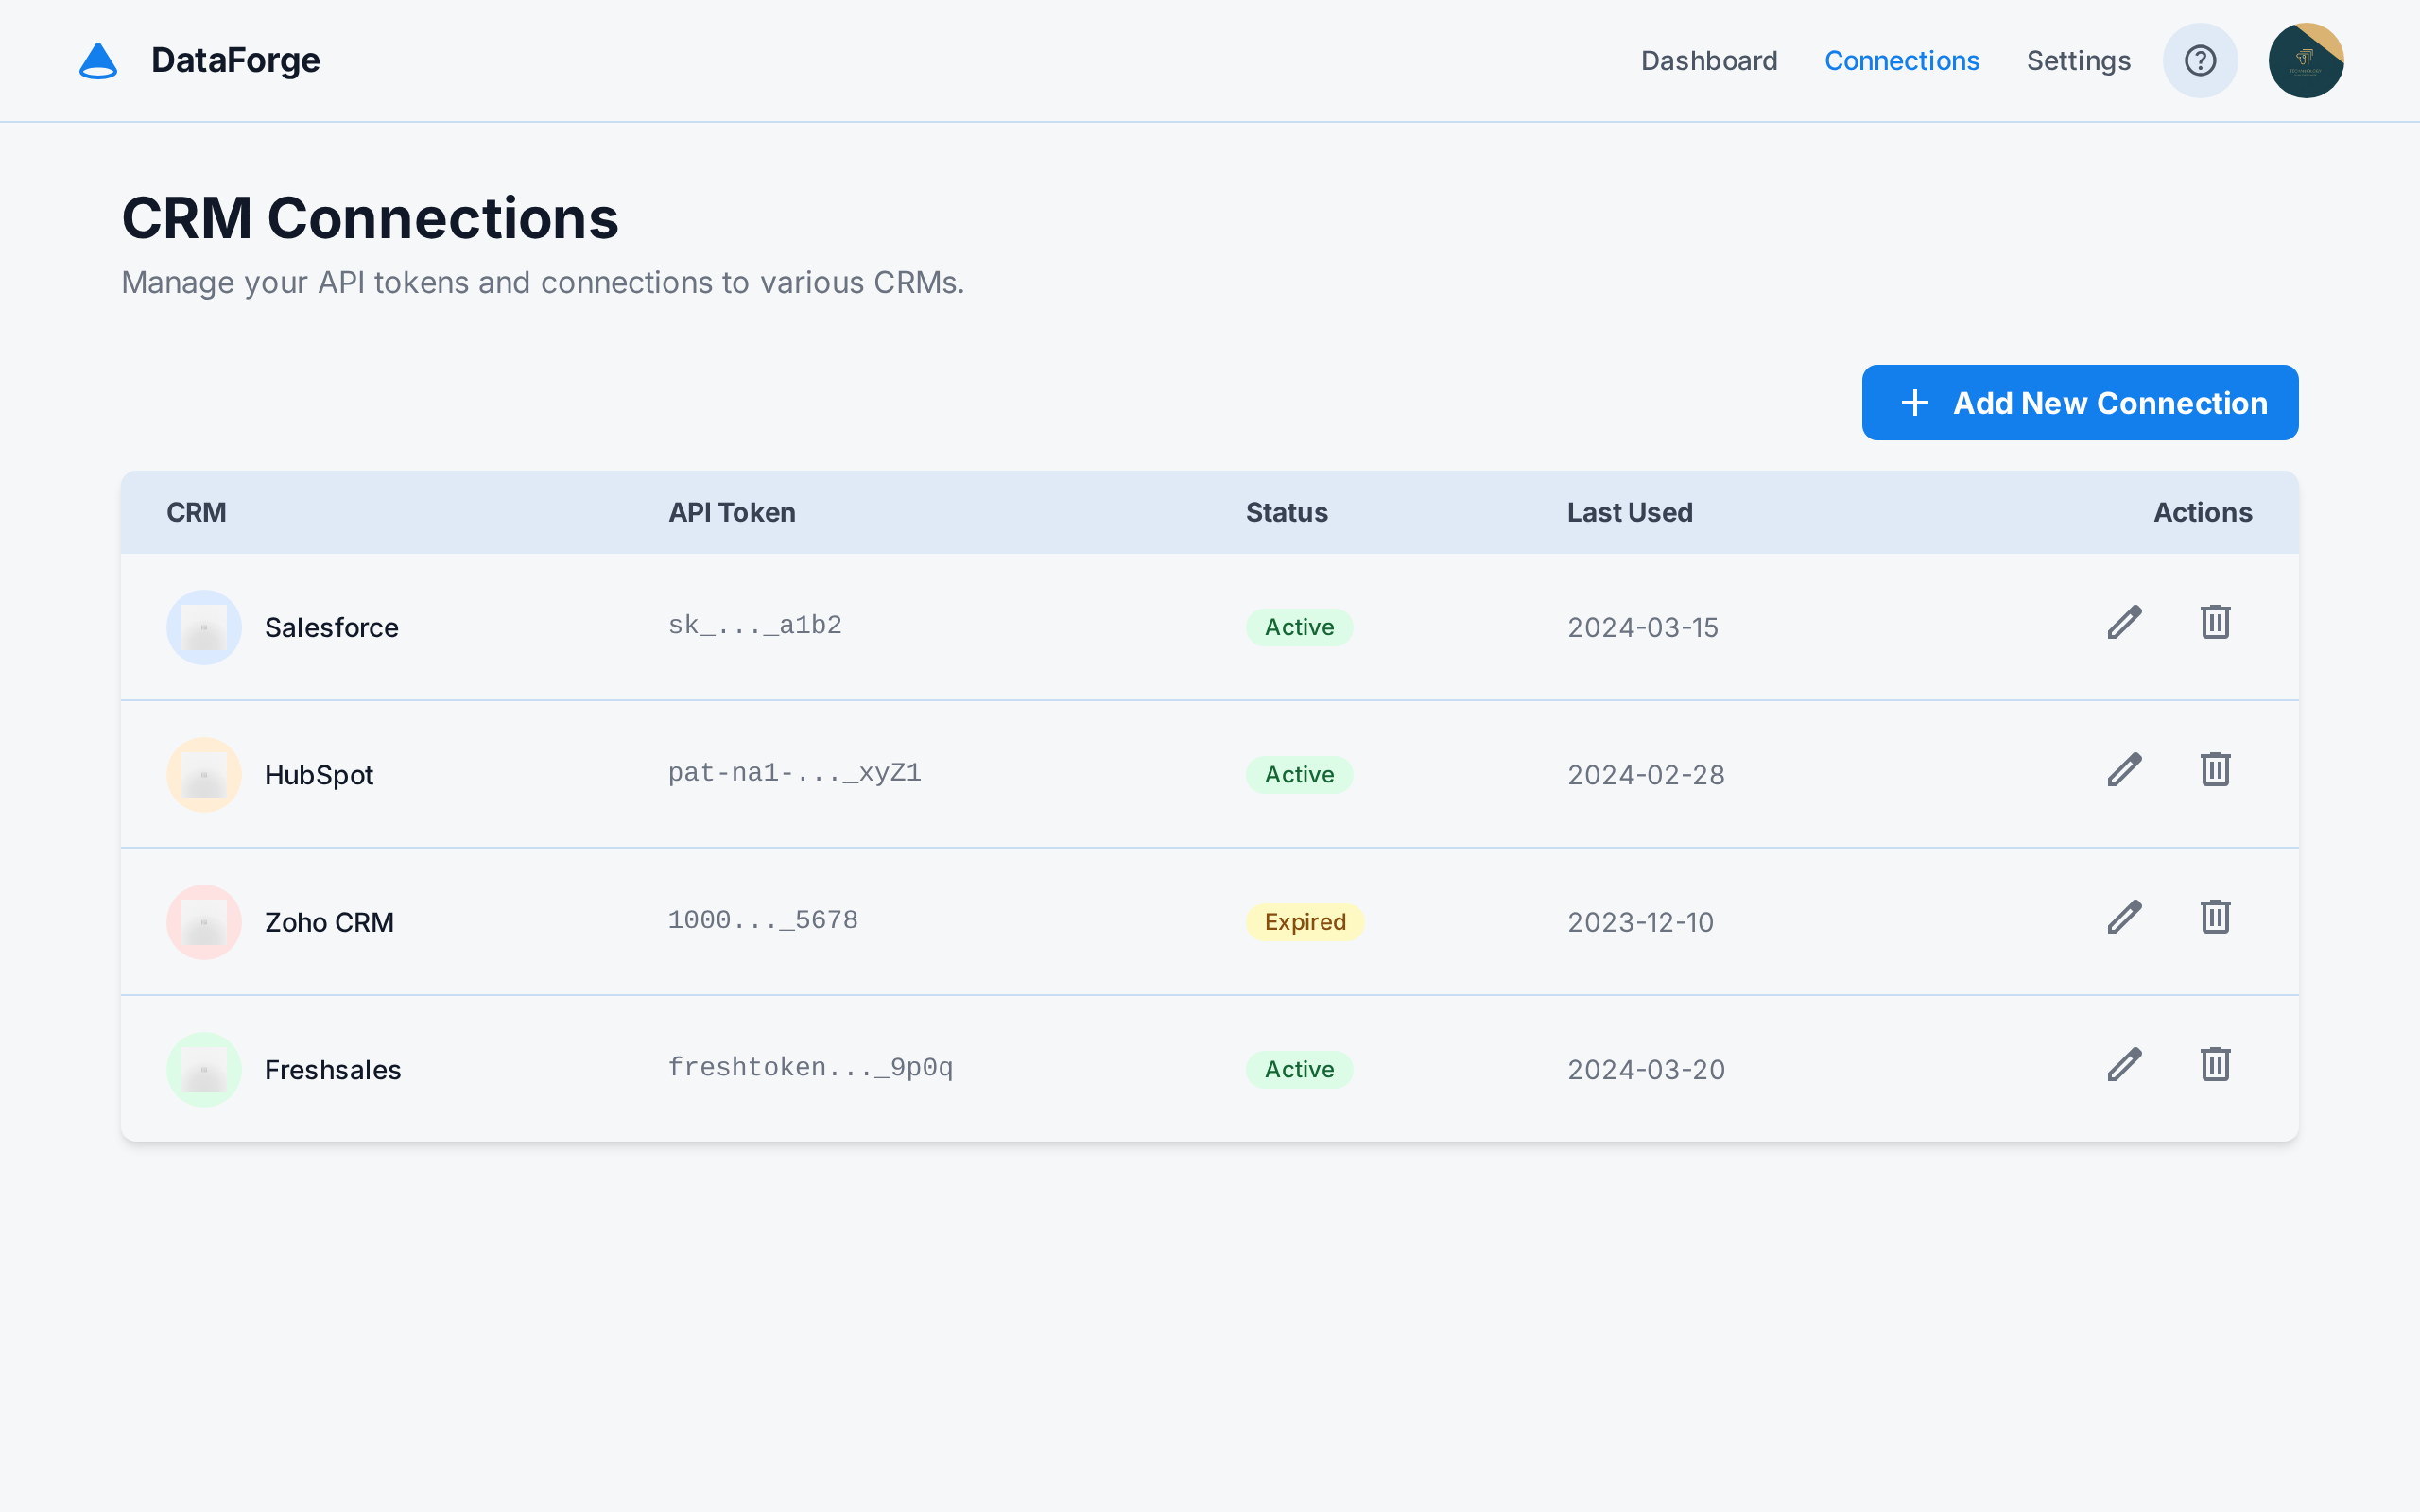 DataForge
Dashboard Connections Settings
CRM Connections
Manage your API tokens and connections to various CRMs.
Add New Connection
CRM API Token Status Last Used Actions
Salesforce sk_..._a1b2 Active 2024-03-15
HubSpot pat-na1-..._xyZ1 Active 2024-02-28
Zoho CRM 1000..._5678 Expired 2023-12-10
Freshsales freshtoken..._9p0q Active 2024-03-20